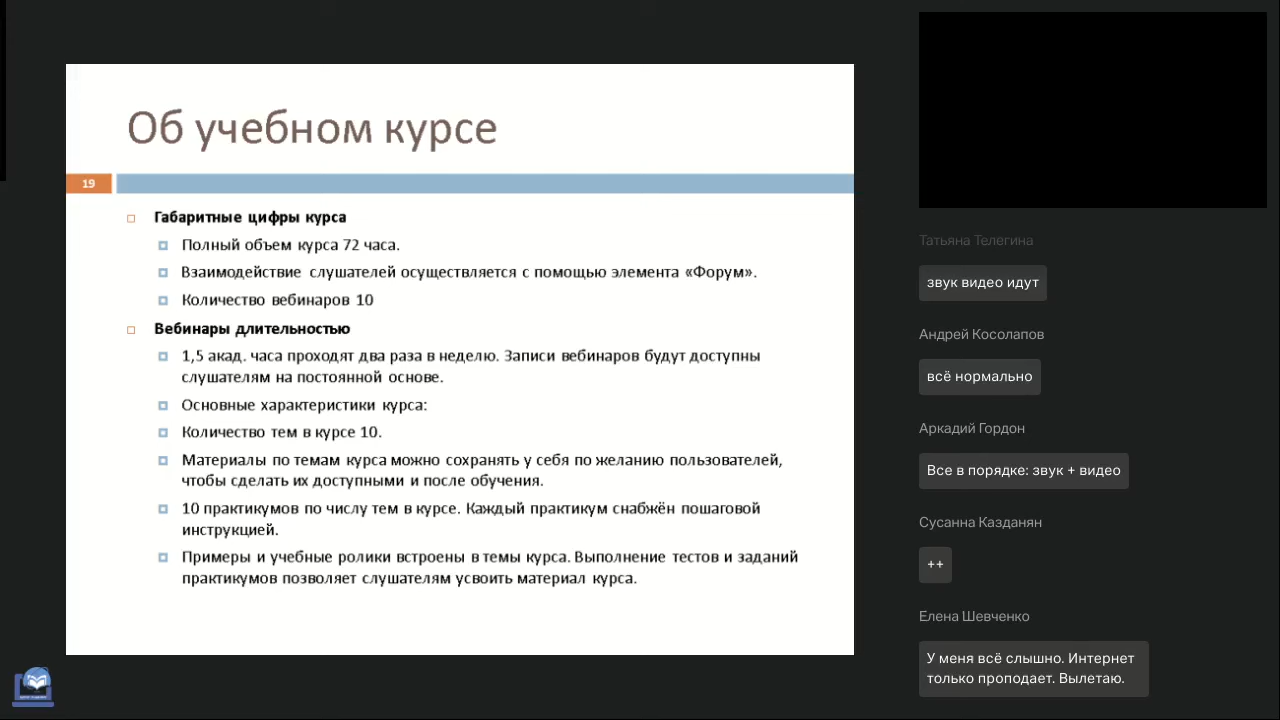 Об учебном курсе
19
Габаритные цифры курса
Полный объем курса 72 часа.
Взаимодействие слушателей осуществляется с помощью элемента «Форум».
Количество вебинаров 10
Вебинары длительностью
1,5 акад. часа проходят два раза в неделю. Записи вебинаров будут доступны
слушателям на постоянной основе.
Основные характеристики курса:
Количество тем в курсе 10.
Материалы по темам курса можно сохранять у себя по желанию пользователей,
чтобы сделать их доступными и после обучения.
10 практикумов по числу тем в курсе. Каждый практикум снабжён пошаговой
инструкцией.
Примеры и учебные ролики встроены в темы курса. Выполнение тестов и заданий
практикумов позволяет слушателям усвоить материал курса.
Татьяна Телегина
звук видео идут
Андрей Косолапов
всё нормально
Аркадий Гордон
Все в порядке: звук + видео
Сусанна Казданян
++
Елена Шевченко
У меня всё слышно. Интернет
только проподает. Вылетаю.